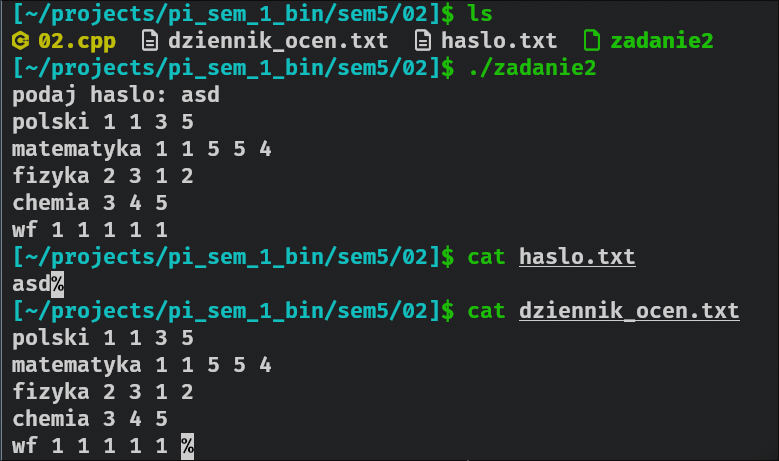 [~/projects/pi_sem_1_bin/sem5/02]$ ls
02.cpp dziennik_ocen.txt haslo.txt zadanie2
[~/projects/pi_sem_1_bin/sem5/02]$ ./zadanie2
podaj haslo: asd
polski 1 1 3 5
matematyka 1 1 5 5 4
fizyka 2 3 1 2
chemia 3 4 5
wf 1 1 1 1 1
[~/projects/pi_sem_1_bin/sem5/02]$ cat haslo.txt
asd%
[~/projects/pi_sem_1_bin/sem5/02]$ cat dziennik_ocen.txt
polski 1 1 3 5
matematyka 1 1 5 5 4
fizyka 2 3 1 2
chemia 3 4 5
wf 1 1 1 1 1 %